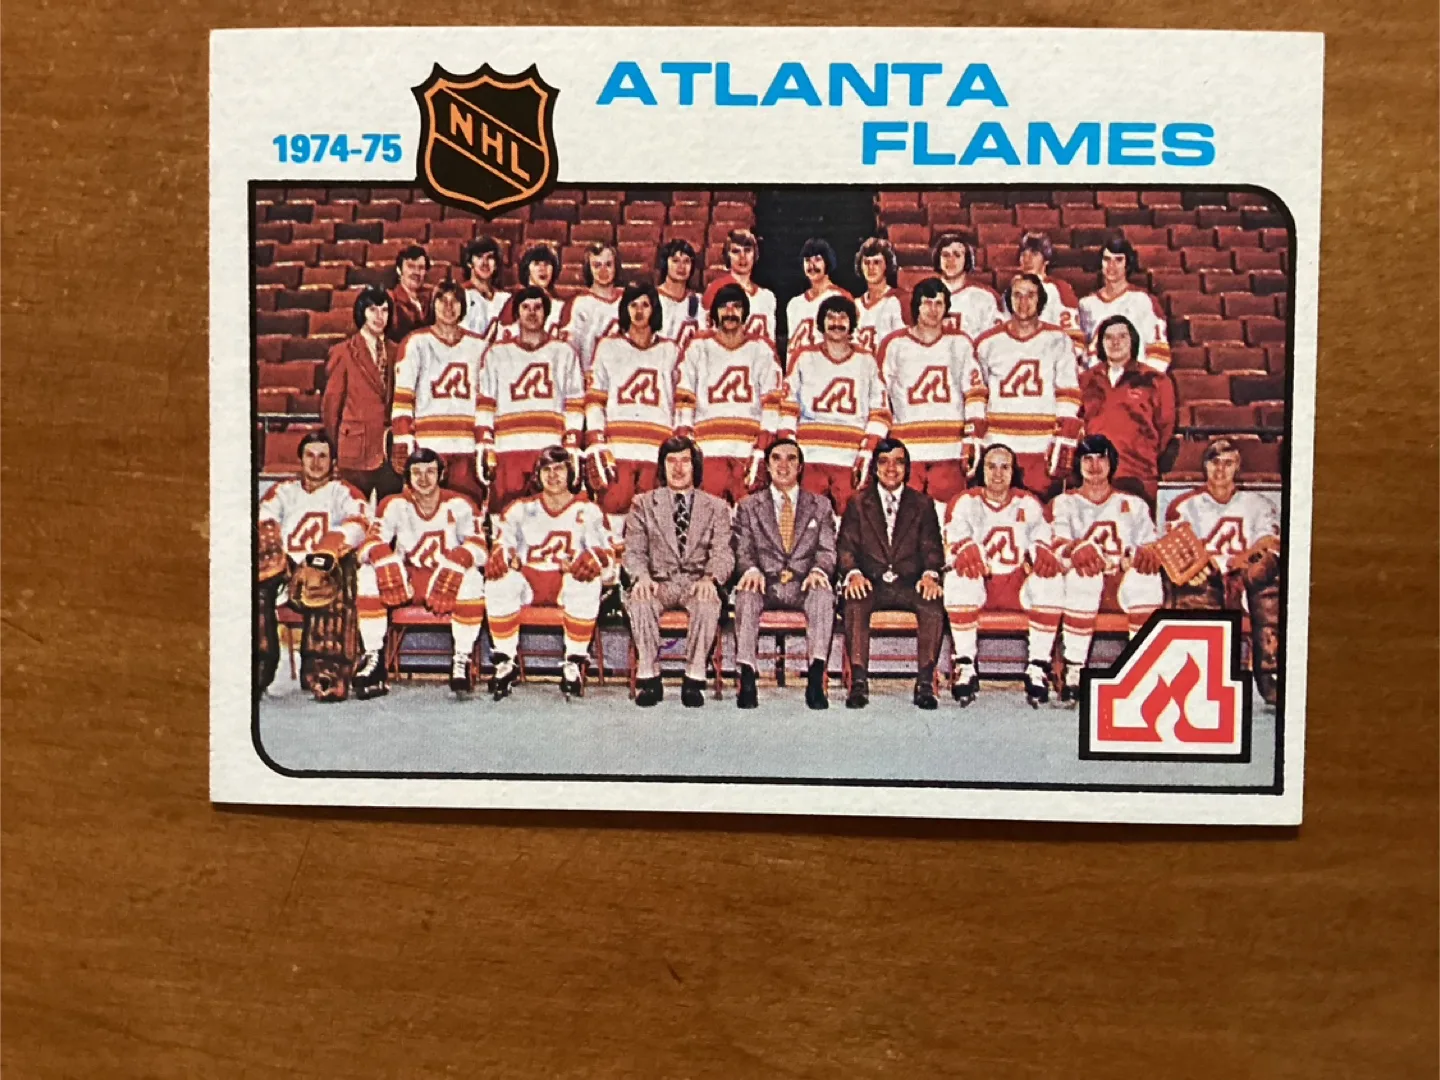 ATLANTA
FLAMES
1974-75
NHL